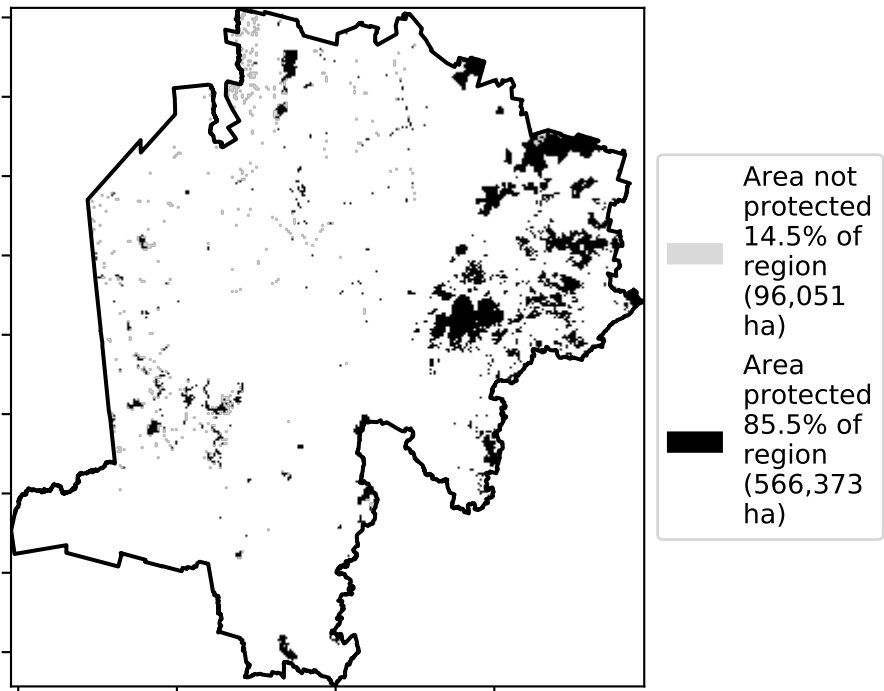 Area not
protected
14.5% of
region
(96,051
ha)
Area
protected
85.5% of
region
(566,373
ha)